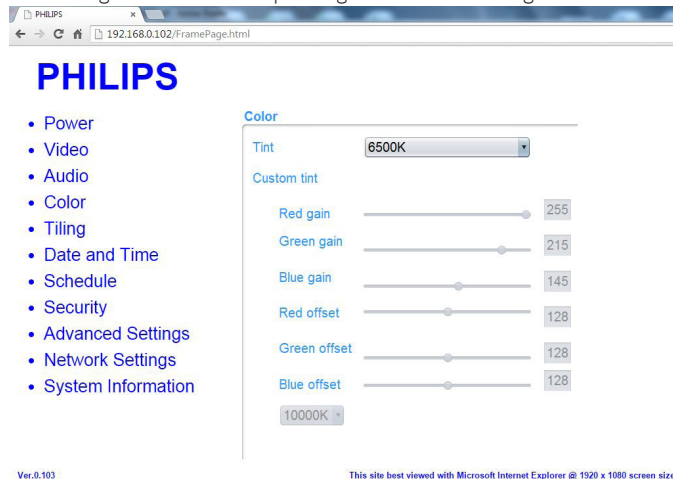 PHILIPS
192.168.0.102/FramePage.html
PHILIPS
• Power
• Video
• Audio
• Color
• Tiling
• Date and Time
• Schedule
• Security
• Advanced Settings
• Network Settings
• System Information
Color
Tint 6500K
Custom tint
Red gain 255
Green gain 215
Blue gain 145
Red offset 128
Green offset 128
Blue offset 128
10000K
Ver.0.103 This site best viewed with Microsoft Internet Explorer @ 1920 x 1080 screen size